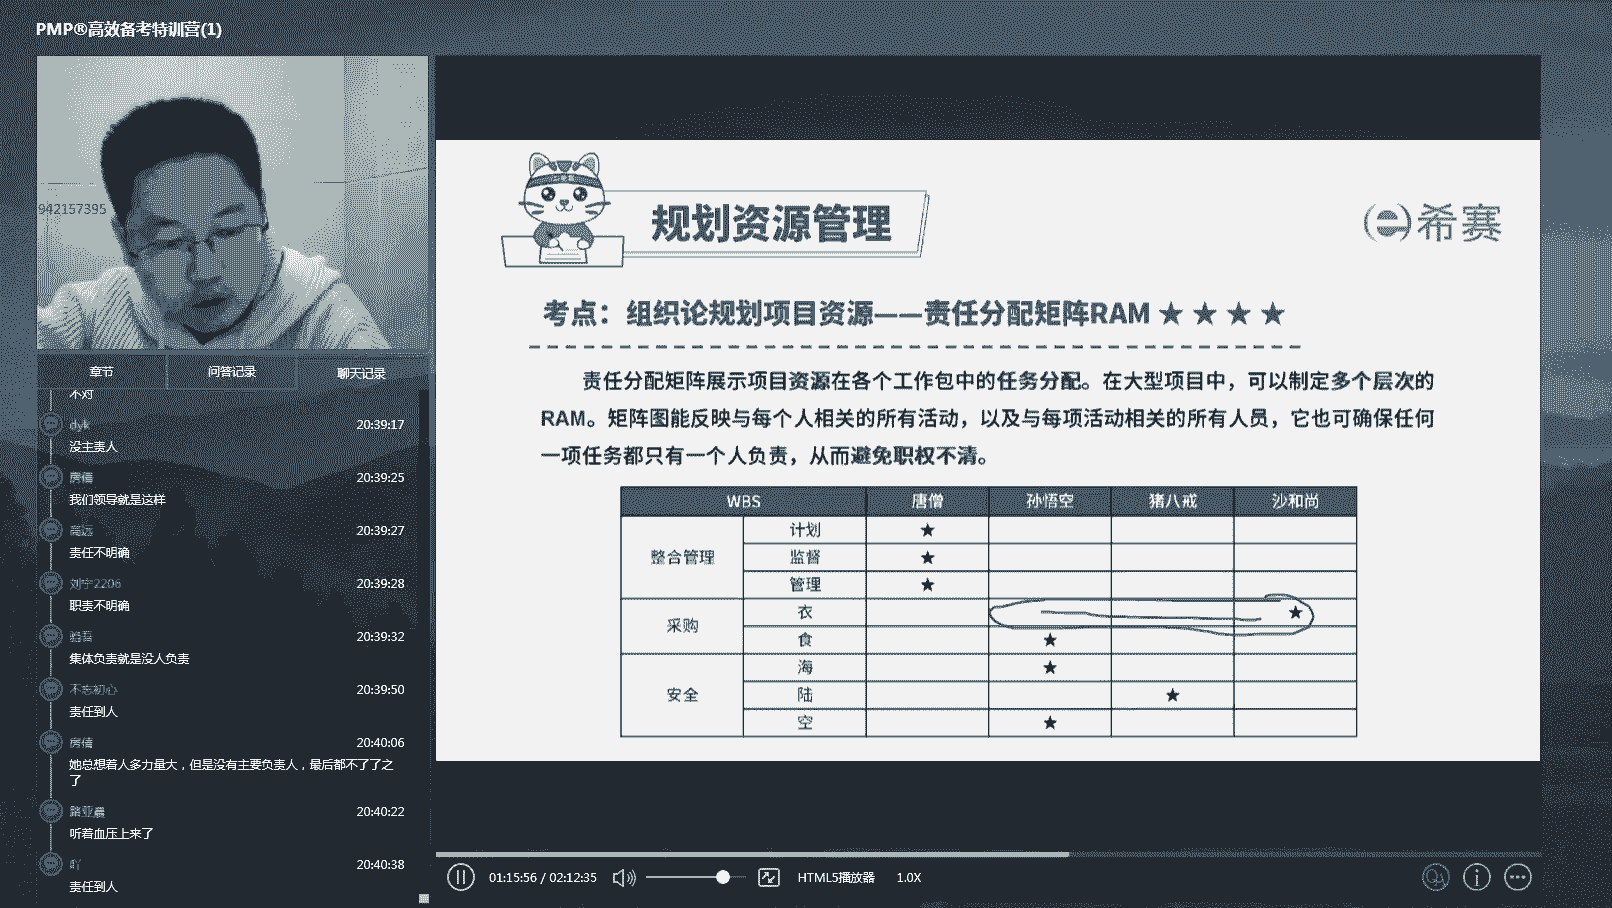 PMP®高效备考特训营(1)
942157395
章节
问答记录
聊天记录
不对
dyk
20:39:17
没主责人
房倩
20:39:25
我们领导就是这样
高远
20:39:27
责任不明确
刘宇2206
20:39:28
职责不明确
20:39:32
集体负责就是没人负责
不忘初心
20:39:50
责任到人
房倩
20:40:06
她总想着人多力量大，但是没有主要负责人，最后都不了了之
了
路亚晨
20:40:22
听着血压上来了
吖
20:40:38
责任到人
规划资源管理
希赛
考点：组织论规划项目资源——责任分配矩阵RAM ★ ★ ★ ★
责任分配矩阵展示项目资源在各个工作包中的任务分配。在大型项目中，可以制定多个层次的
RAM。矩阵图能反映与每个人相关的所有活动，以及与每项活动相关的所有人员，它也可确保任何
一项任务都只有一个人负责，从而避免职权不清。
WBS 唐僧 孙悟空 猪八戒 沙和尚
整合管理 计划 ★
监督 ★
管理 ★
采购 衣 ★
食 ★
安全 海 ★
陆 ★
空 ★
01:15:56 / 02:12:35
HTML5播放器
1.0X